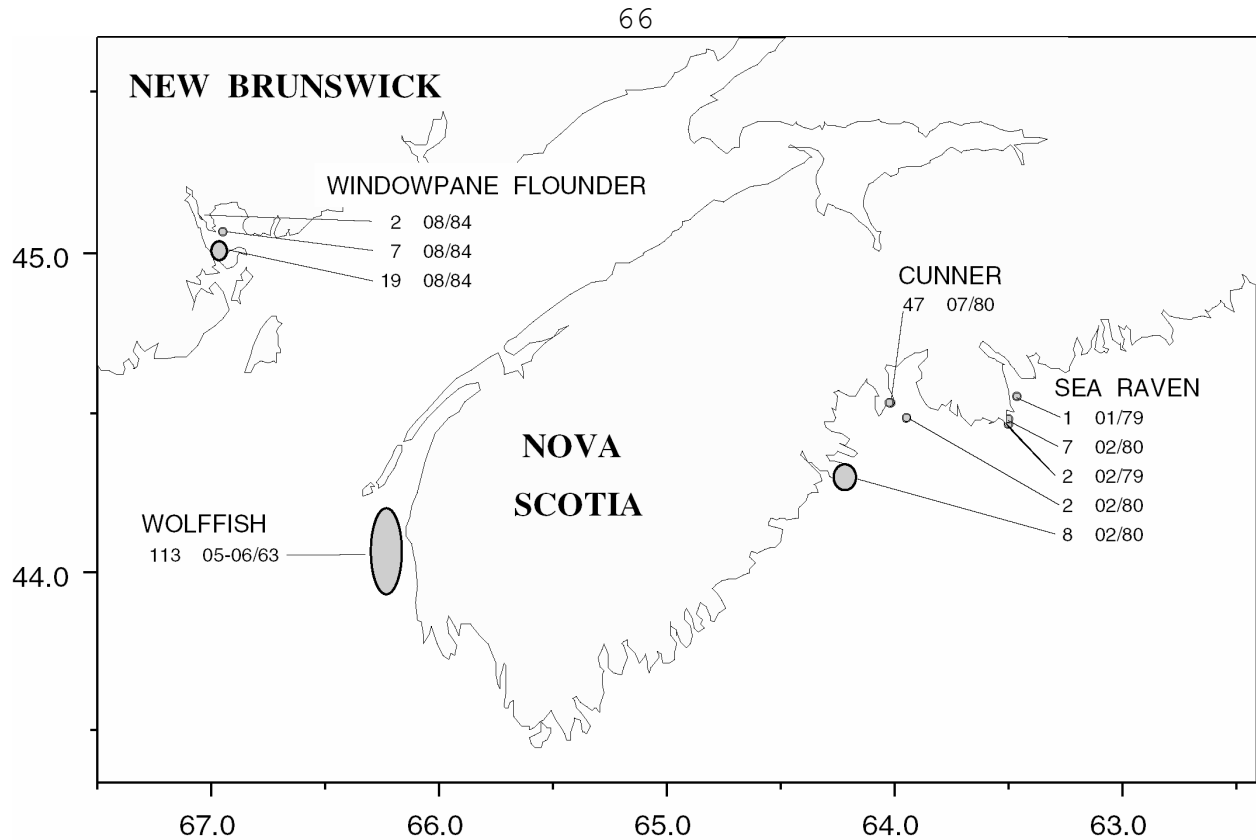 66
NEW BRUNSWICK
WINDOWPANE FLOUNDER
2 08/84
7 08/84
19 08/84
45.0
CUNNER
47 07/80
SEA RAVEN
1 01/79
7 02/80
2 02/79
2 02/80
8 02/80
NOVA
SCOTIA
WOLFFISH
113 05-06/63
44.0
67.0 66.0 65.0 64.0 63.0